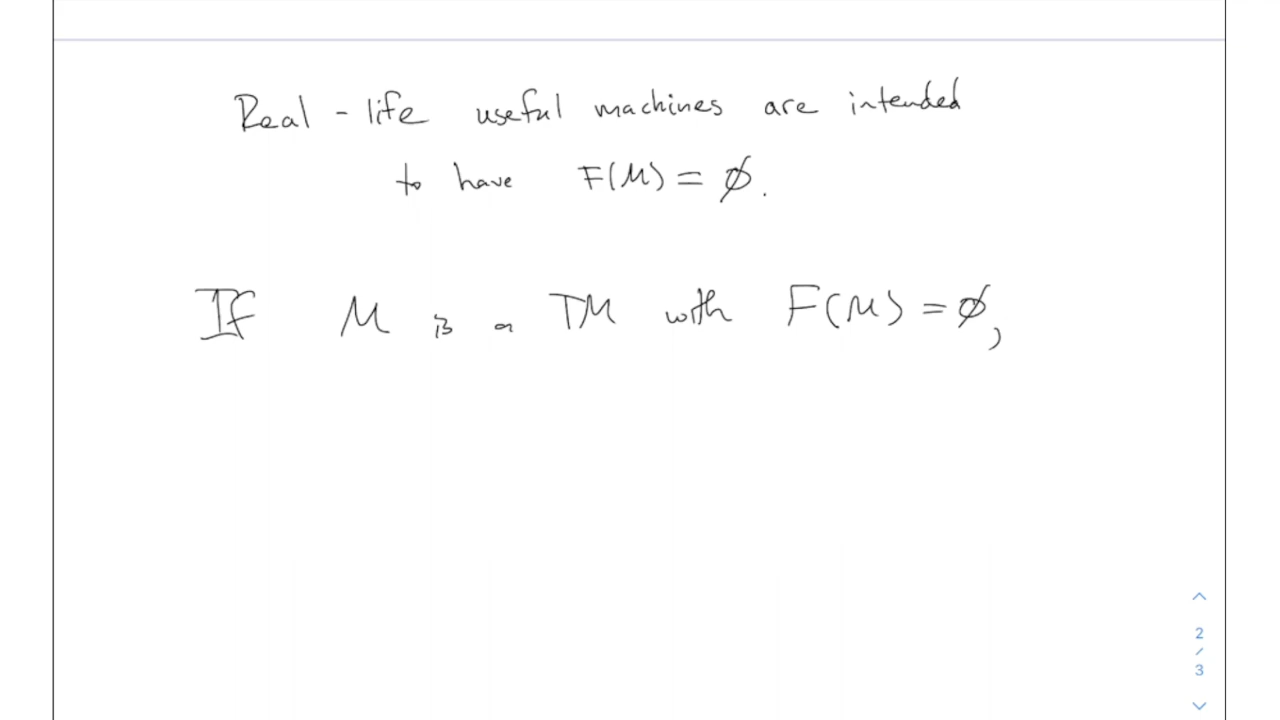 Real-life useful machines are intended
to have F(M) = ∅.
If M is a TM with F(M) = ∅,
2
/
3